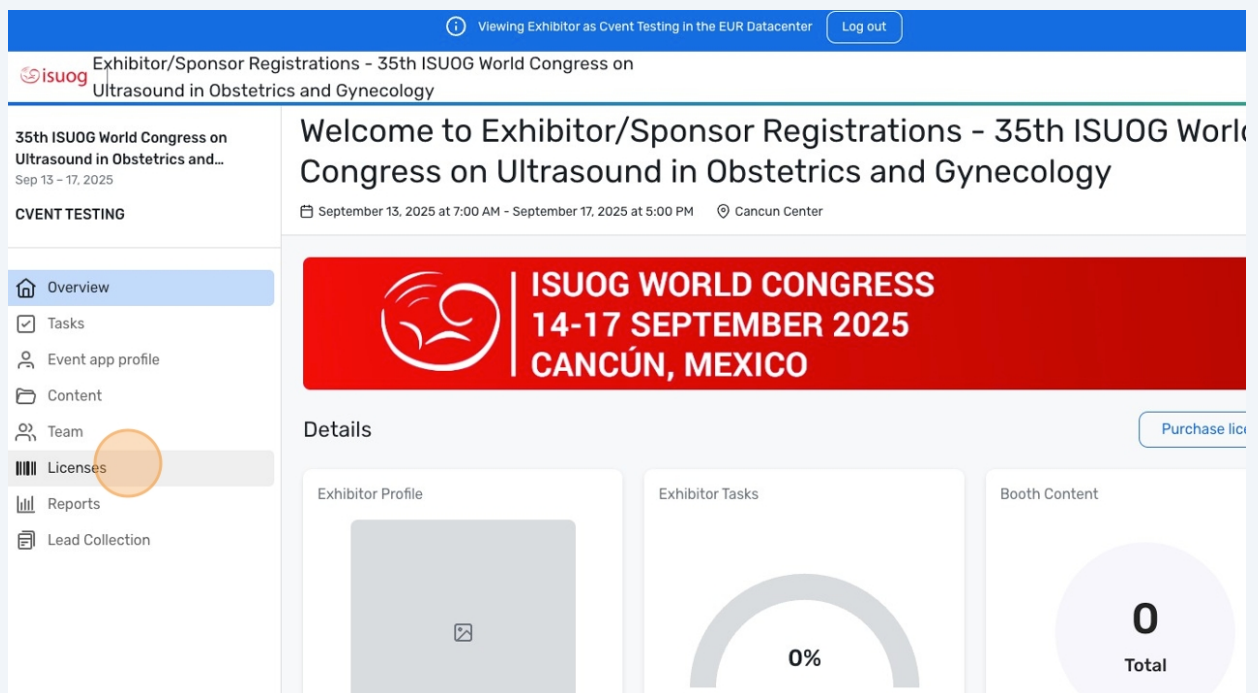 Viewing Exhibitor as Cvent Testing in the EUR Datacenter
Log out
isuog
Exhibitor/Sponsor Registrations - 35th ISUOG World Congress on
Ultrasound in Obstetrics and Gynecology
35th ISUOG World Congress on
Ultrasound in Obstetrics and…
Sep 13 – 17, 2025
CVENT TESTING
Overview
Tasks
Event app profile
Content
Team
Licenses
Reports
Lead Collection
Welcome to Exhibitor/Sponsor Registrations - 35th ISUOG
Congress on Ultrasound in Obstetrics and Gynecology
September 13, 2025 at 7:00 AM - September 17, 2025 at 5:00 PM
Cancun Center
ISUOG WORLD CONGRESS
14-17 SEPTEMBER 2025
CANCÚN, MEXICO
Details
Purchase
Exhibitor Profile
Exhibitor Tasks
0%
Booth Content
0
Total